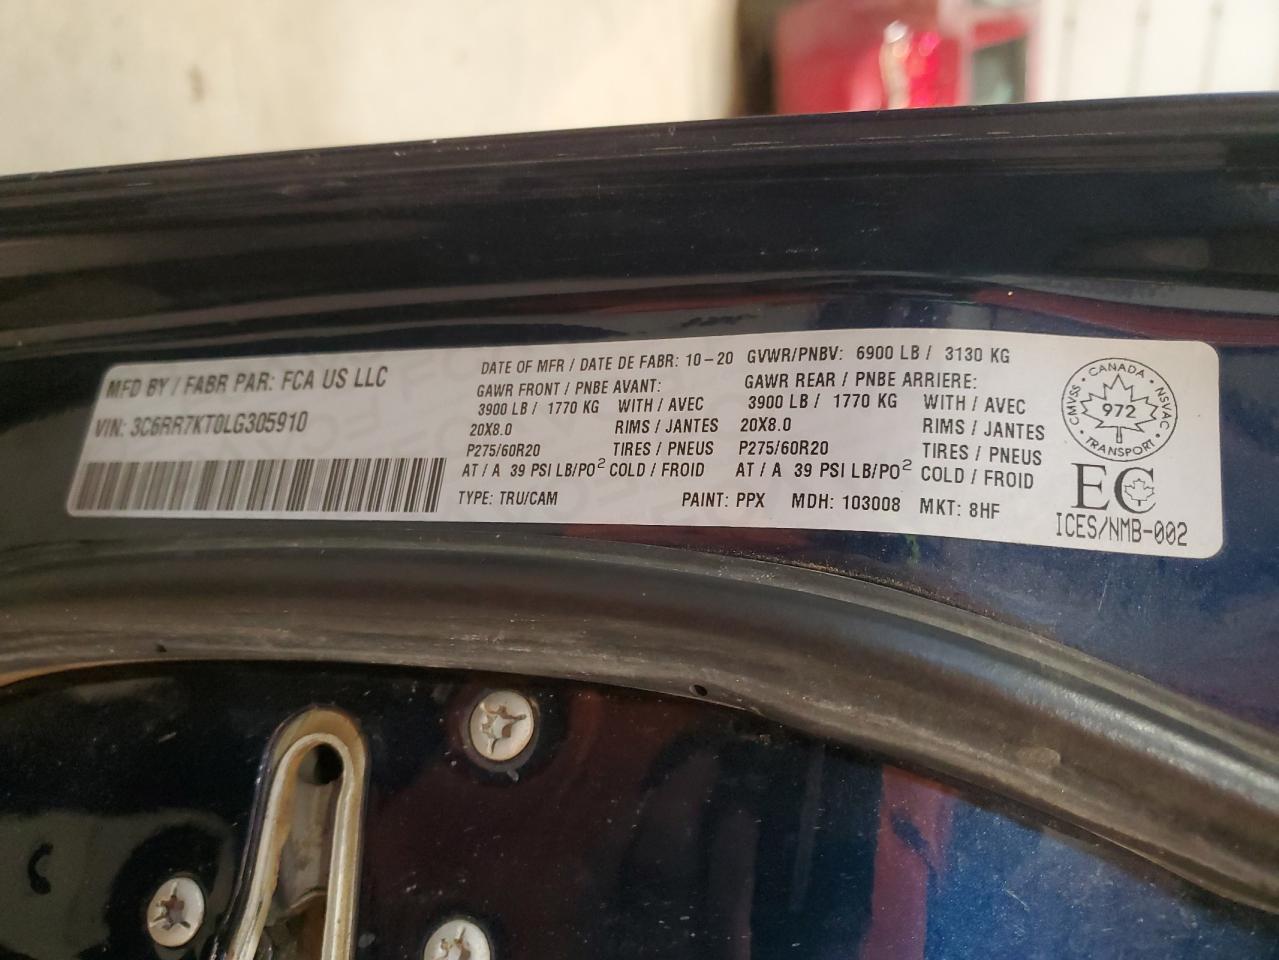 MFD BY / FABR PAR: FCA US LLC
DATE OF MFR / DATE DE FABR: 10-20
GVWR/PNBV: 6900 LB / 3130 KG
VIN: 3C6RR7KT0LG305910
GAWR FRONT / PNBE AVANT:
3900 LB / 1770 KG WITH / AVEC
20X8.0 RIMS / JANTES
P275/60R20 TIRES / PNEUS
AT / A 39 PSI LB/PO² COLD / FROID
GAWR REAR / PNBE ARRIERE:
3900 LB / 1770 KG WITH / AVEC
20X8.0 RIMS / JANTES
P275/60R20 TIRES / PNEUS
AT / A 39 PSI LB/PO² COLD / FROID
TYPE: TRU/CAM PAINT: PPX MDH: 103008 MKT: 8HF
CANADA
CMVSS 972 NSVAC
TRANSPORT
EC
ICES/NMB-002